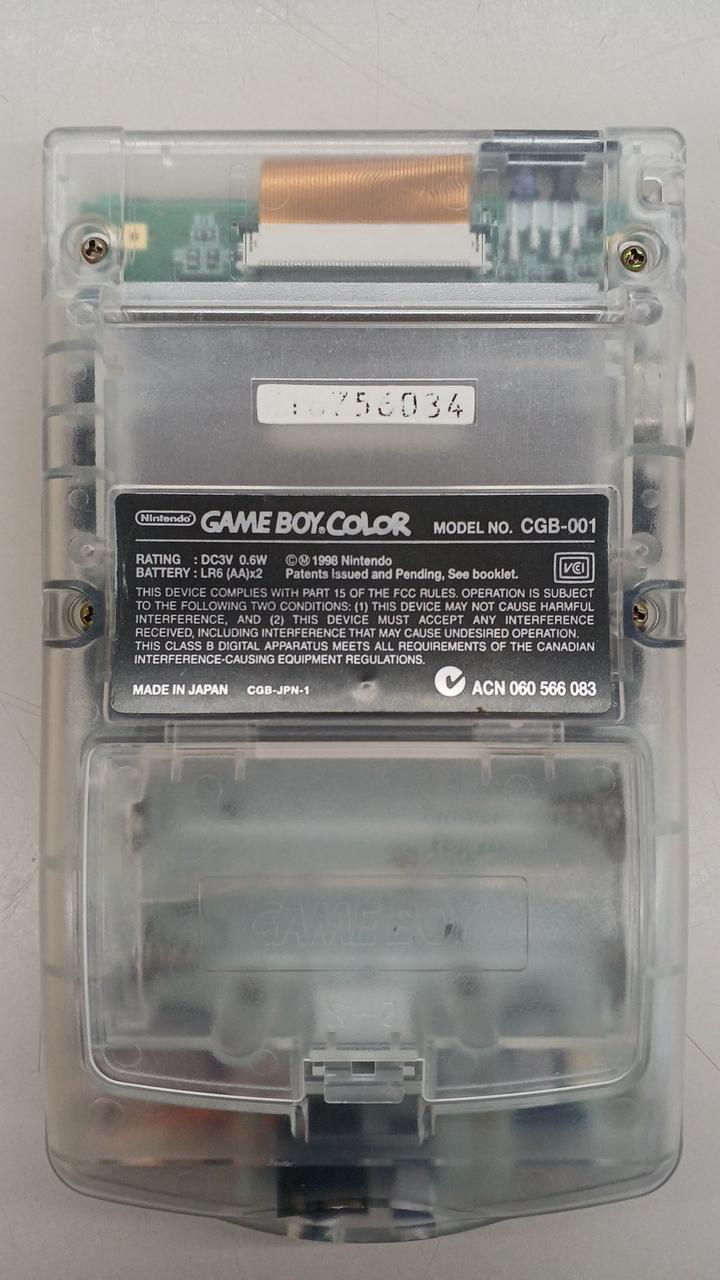 756034
Nintendo GAME BOY COLOR MODEL NO. CGB-001
RATING : DC3V 0.6W ©Ⓜ 1998 Nintendo
BATTERY : LR6 (AA)x2 Patents issued and Pending, See booklet.
VCI
THIS DEVICE COMPLIES WITH PART 15 OF THE FCC RULES. OPERATION IS SUBJECT
TO THE FOLLOWING TWO CONDITIONS: (1) THIS DEVICE MAY NOT CAUSE HARMFUL
INTERFERENCE, AND (2) THIS DEVICE MUST ACCEPT ANY INTERFERENCE
RECEIVED, INCLUDING INTERFERENCE THAT MAY CAUSE UNDESIRED OPERATION.
THIS CLASS B DIGITAL APPARATUS MEETS ALL REQUIREMENTS OF THE CANADIAN
INTERFERENCE-CAUSING EQUIPMENT REGULATIONS.
MADE IN JAPAN CGB-JPN-1 ACN 060 566 083
GAME BOY